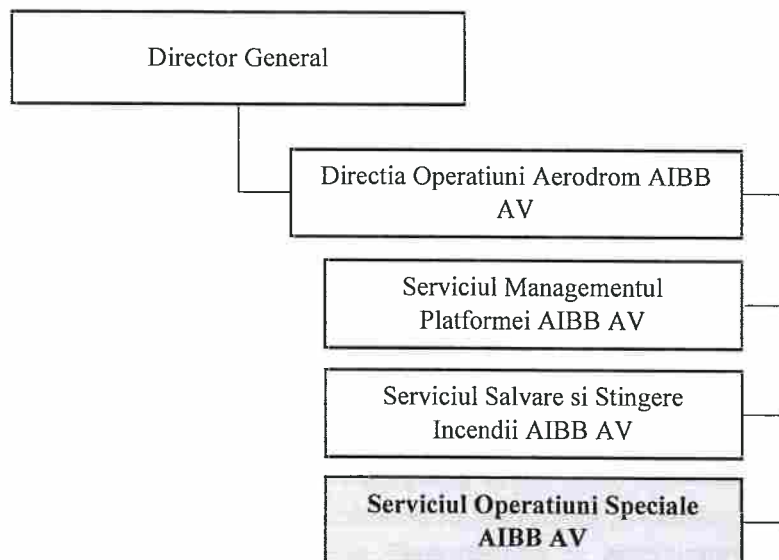 Director General
Directia Operatiuni Aerodrom AIBB
AV
Serviciul Managementul
Platformei AIBB AV
Serviciul Salvare si Stingere
Incendii AIBB AV
Serviciul Operatiuni Speciale
AIBB AV